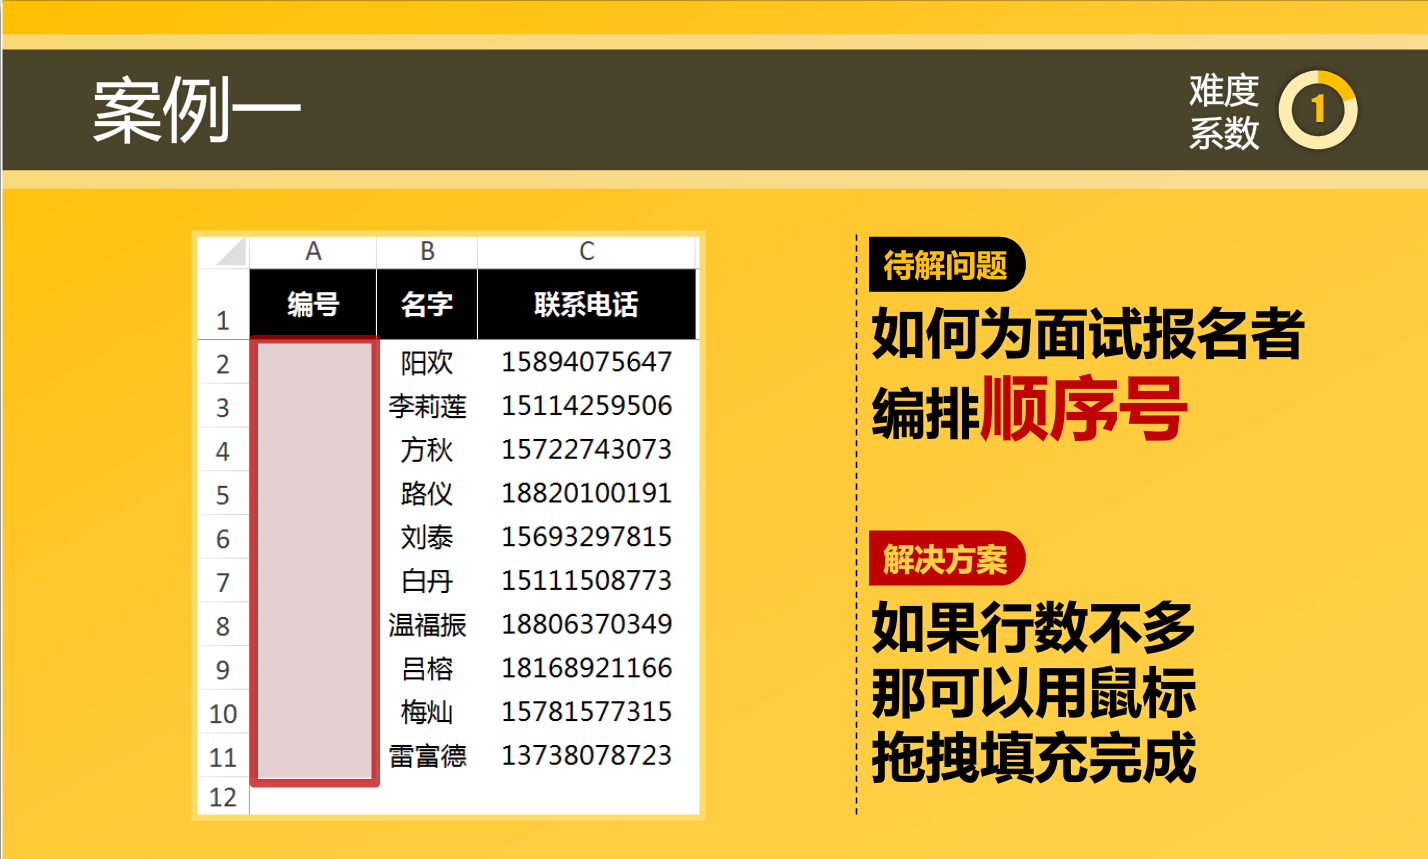 案例一
难度
系数
1
A B C
1 编号 名字 联系电话
2 阳欢 15894075647
3 李莉莲 15114259506
4 方秋 15722743073
5 路仪 18820100191
6 刘泰 15693297815
7 白丹 15111508773
8 温福振 18806370349
9 吕榕 18168921166
10 梅灿 15781577315
11 雷富德 13738078723
12
待解问题
如何为面试报名者
编排顺序号
解决方案
如果行数不多
那可以用鼠标
拖拽填充完成